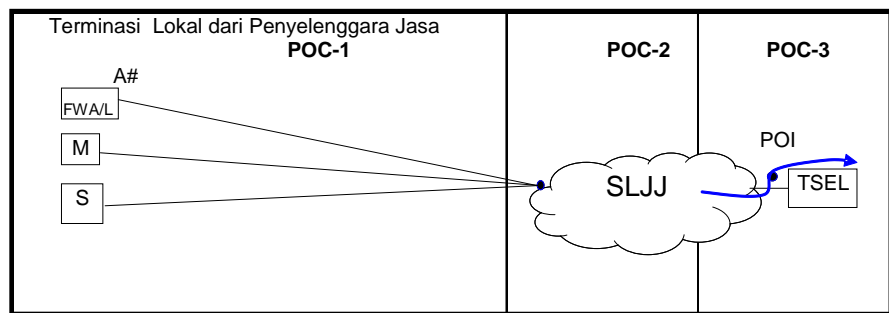 Terminasi Lokal dari Penyelenggara Jasa
POC-1
POC-2
POC-3
A#
FWA/L
M
S
SLJJ
POI
TSEL